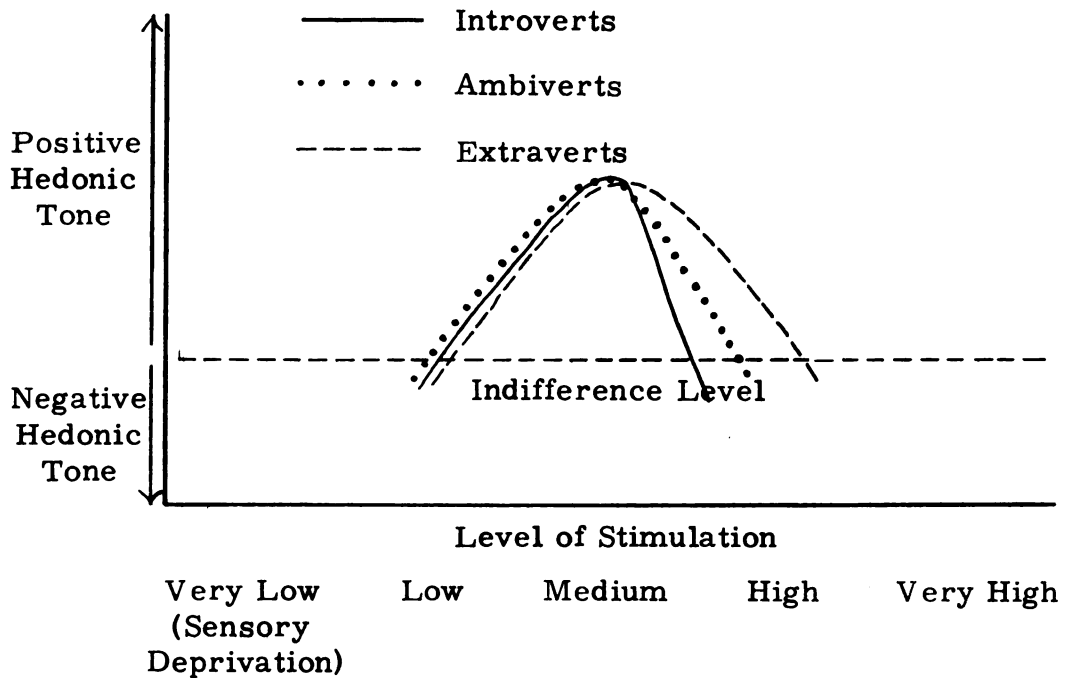 Introverts
Ambiverts
Extraverts
Positive
Hedonic
Tone
Indifference Level
Negative
Hedonic
Tone
Level of Stimulation
Very Low Low Medium High Very High
(Sensory
Deprivation)